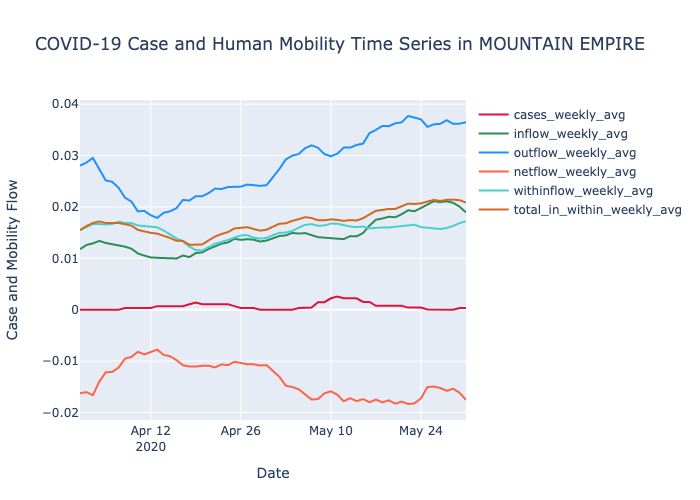 COVID-19 Case and Human Mobility Time Series in MOUNTAIN EMPIRE
0.04
0.03
0.02
0.01
0
−0.01
−0.02
Case and Mobility Flow
Apr 12
2020
Apr 26
May 10
May 24
Date
cases_weekly_avg
inflow_weekly_avg
outflow_weekly_avg
netflow_weekly_avg
withinflow_weekly_avg
total_in_within_weekly_avg